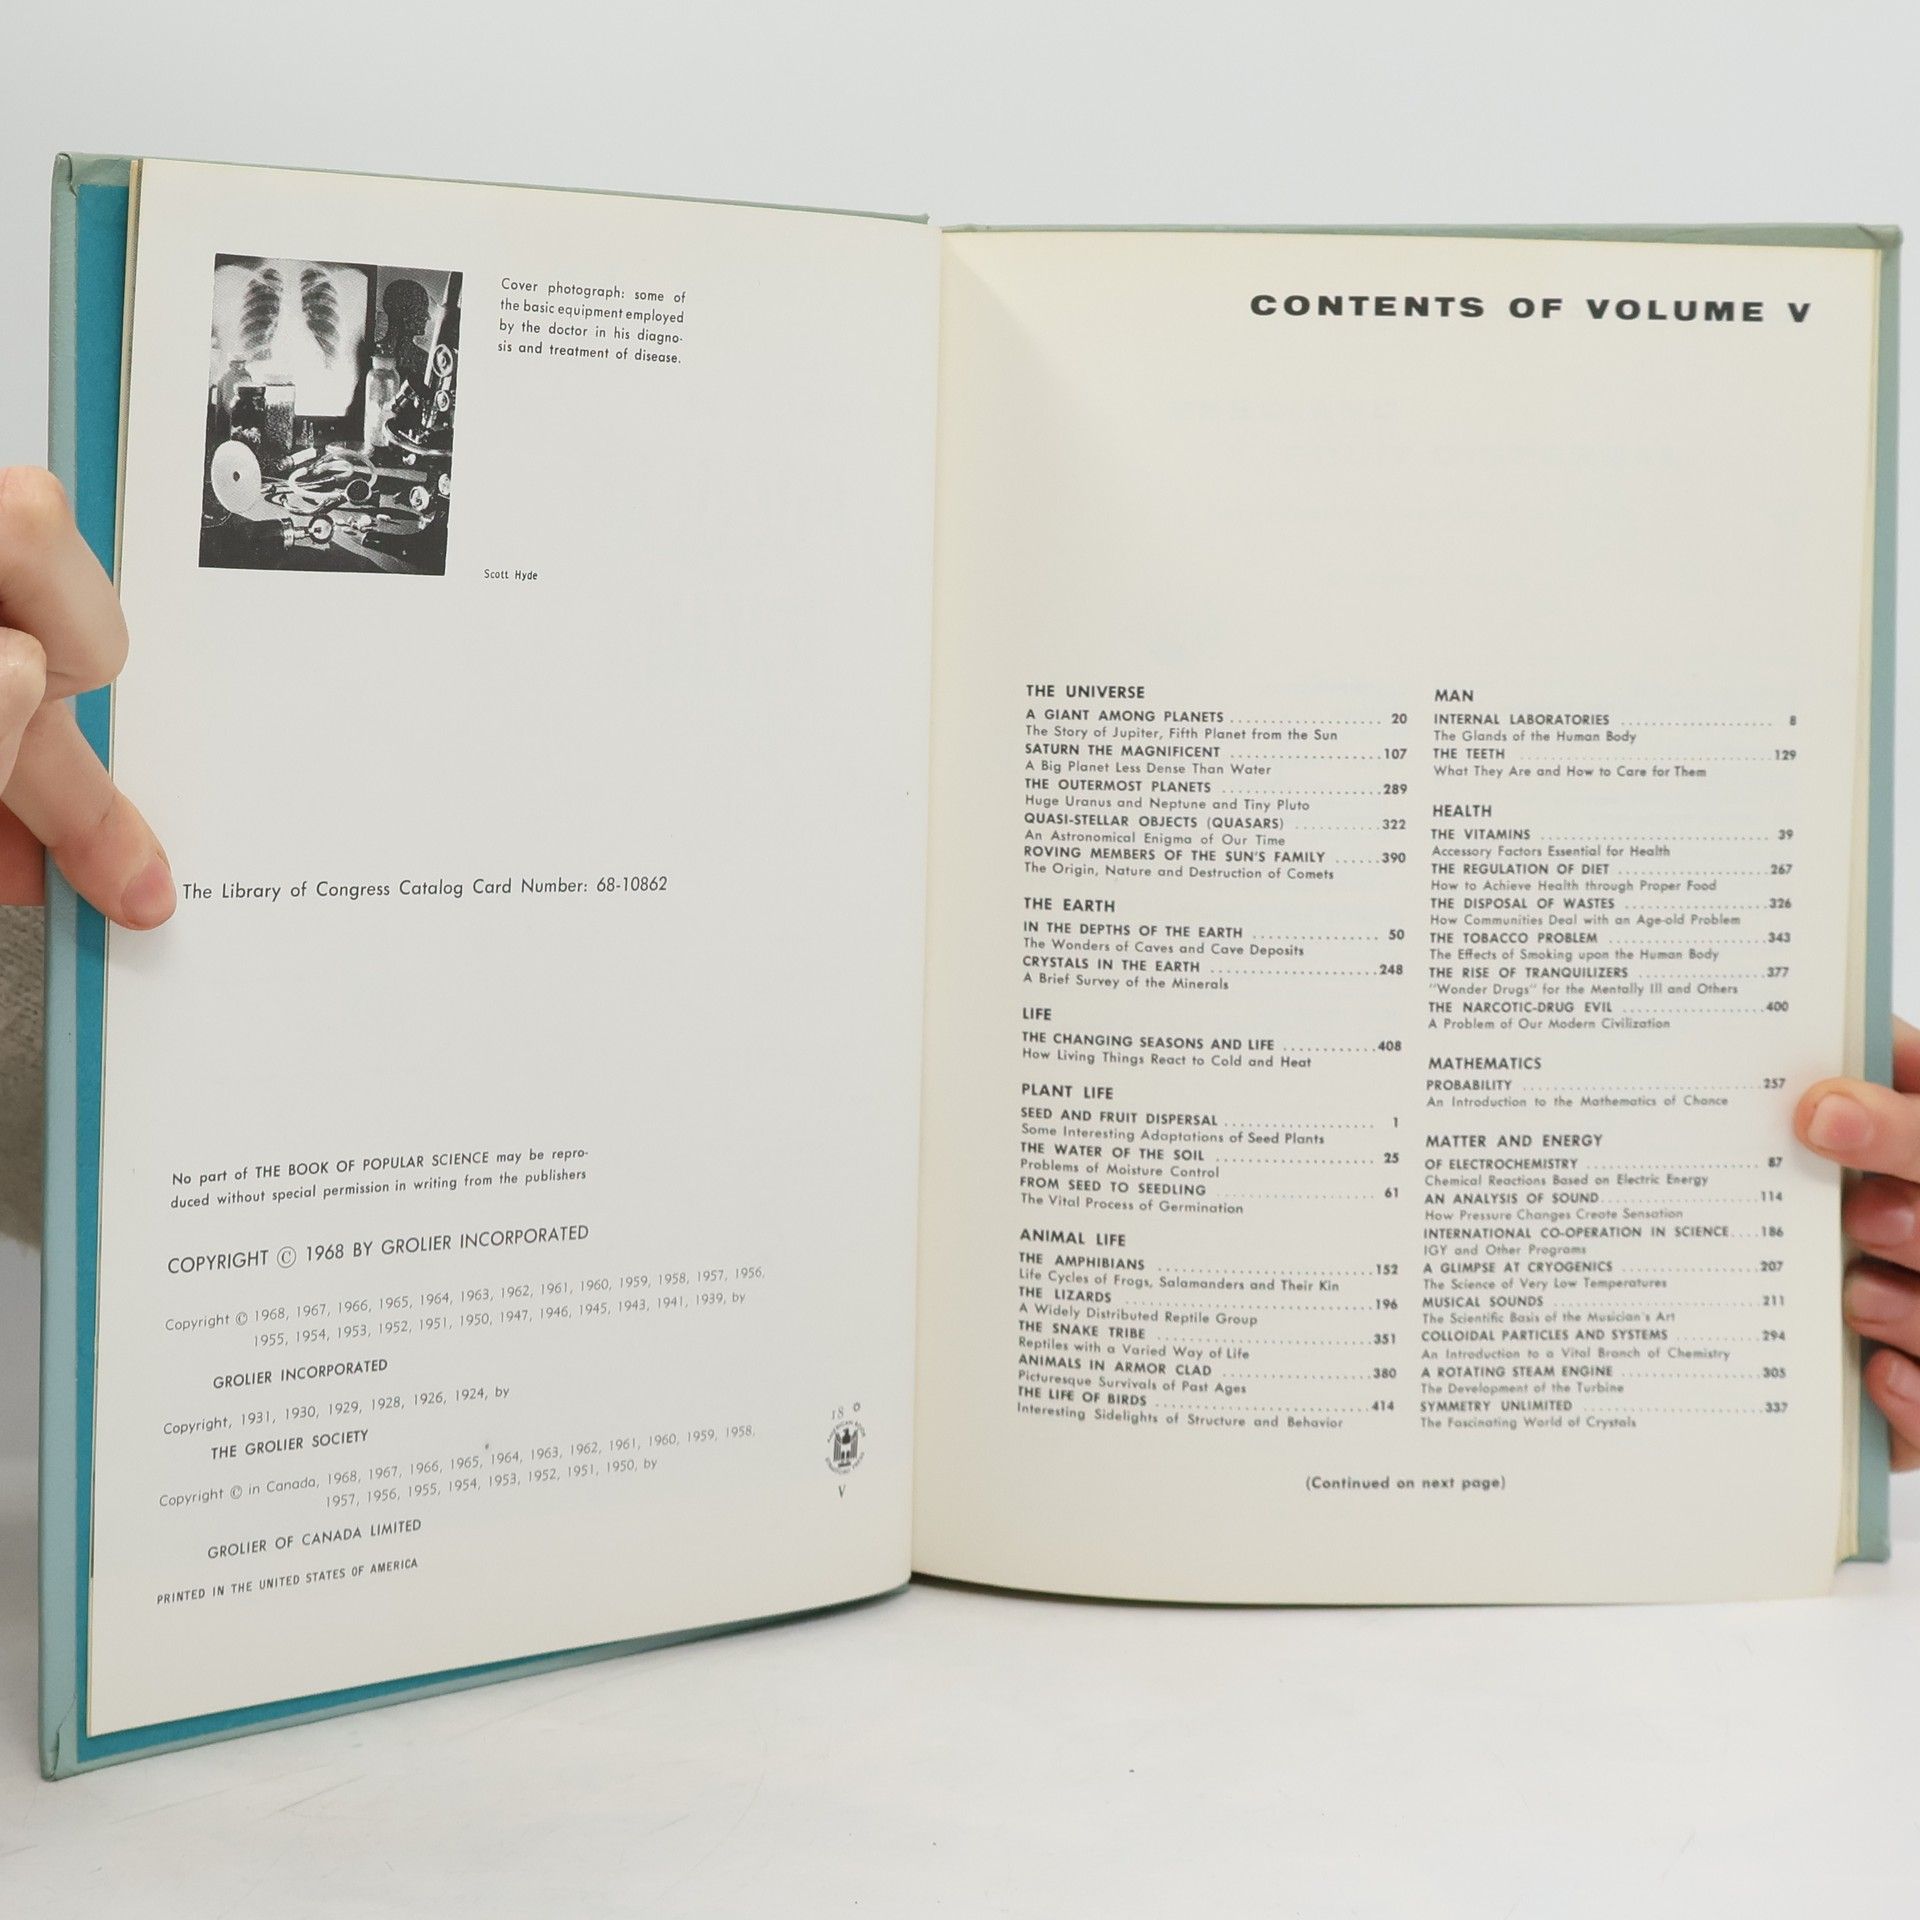 Cover photograph: some of
the basic equipment employed
by the doctor in his diagno-
sis and treatment of disease.
Scott Hyde
The Library of Congress Catalog Card Number: 68-10862
No part of THE BOOK OF POPULAR SCIENCE may be repro-
duced without special permission in writing from the publishers
COPYRIGHT © 1968 BY GROLIER INCORPORATED
Copyright © 1968, 1967, 1966, 1965, 1964, 1963, 1962, 1961, 1960, 1959, 1958, 1957, 1956,
1955, 1954, 1953, 1952, 1951, 1950, 1947, 1946, 1945, 1943, 1941, 1939, by
GROLIER INCORPORATED
Copyright, 1931, 1930, 1929, 1928, 1926, 1924, by
THE GROLIER SOCIETY
Copyright © in Canada, 1968, 1967, 1966, 1965, 1964, 1963, 1962, 1961, 1960, 1959, 1958,
1957, 1956, 1955, 1954, 1953, 1952, 1951, 1950, by
GROLIER OF CANADA LIMITED
PRINTED IN THE UNITED STATES OF AMERICA
V
CONTENTS OF VOLUME V
THE UNIVERSE
A GIANT AMONG PLANETS .................. 20
The Story of Jupiter, Fifth Planet from the Sun
SATURN THE MAGNIFICENT ..................107
A Big Planet Less Dense Than Water
THE OUTERMOST PLANETS ...................289
Huge Uranus and Neptune and Tiny Pluto
QUASI-STELLAR OBJECTS (QUASARS) ..........322
An Astronomical Enigma of Our Time
ROVING MEMBERS OF THE SUN'S FAMILY ......390
The Origin, Nature and Destruction of Comets
THE EARTH
IN THE DEPTHS OF THE EARTH ............... 50
The Wonders of Caves and Cave Deposits
CRYSTALS IN THE EARTH ....................248
A Brief Survey of the Minerals
LIFE
THE CHANGING SEASONS AND LIFE ...........408
How Living Things React to Cold and Heat
PLANT LIFE
SEED AND FRUIT DISPERSAL .................. 1
Some Interesting Adaptations of Seed Plants
THE WATER OF THE SOIL ................... 25
Problems of Moisture Control
FROM SEED TO SEEDLING ................... 61
The Vital Process of Germination
ANIMAL LIFE
THE AMPHIBIANS ..........................152
Life Cycles of Frogs, Salamanders and Their Kin
THE LIZARDS ..............................196
A Widely Distributed Reptile Group
THE SNAKE TRIBE ..........................351
Reptiles with a Varied Way of Life
ANIMALS IN ARMOR CLAD ..................380
Picturesque Survivals of Past Ages
THE LIFE OF BIRDS .........................414
Interesting Sidelights of Structure and Behavior
MAN
INTERNAL LABORATORIES .................. 8
The Glands of the Human Body
THE TEETH ..............................129
What They Are and How to Care for Them
HEALTH
THE VITAMINS ........................... 39
Accessory Factors Essential for Health
THE REGULATION OF DIET ..................267
How to Achieve Health through Proper Food
THE DISPOSAL OF WASTES .................326
How Communities Deal with an Age-old Problem
THE TOBACCO PROBLEM ...................343
The Effects of Smoking upon the Human Body
THE RISE OF TRANQUILIZERS ...............377
"Wonder Drugs" for the Mentally Ill and Others
THE NARCOTIC-DRUG EVIL .................400
A Problem of Our Modern Civilization
MATHEMATICS
PROBABILITY .............................257
An Introduction to the Mathematics of Chance
MATTER AND ENERGY
OF ELECTROCHEMISTRY .................... 87
Chemical Reactions Based on Electric Energy
AN ANALYSIS OF SOUND...................114
How Pressure Changes Create Sensation
INTERNATIONAL CO-OPERATION IN SCIENCE....186
IGY and Other Programs
A GLIMPSE AT CRYOGENICS .................207
The Science of Very Low Temperatures
MUSICAL SOUNDS .........................211
The Scientific Basis of the Musician's Art
COLLOIDAL PARTICLES AND SYSTEMS ..........294
An Introduction to a Vital Branch of Chemistry
A ROTATING STEAM ENGINE .................305
The Development of the Turbine
SYMMETRY UNLIMITED ......................337
The Fascinating World of Crystals
(Continued on next page)